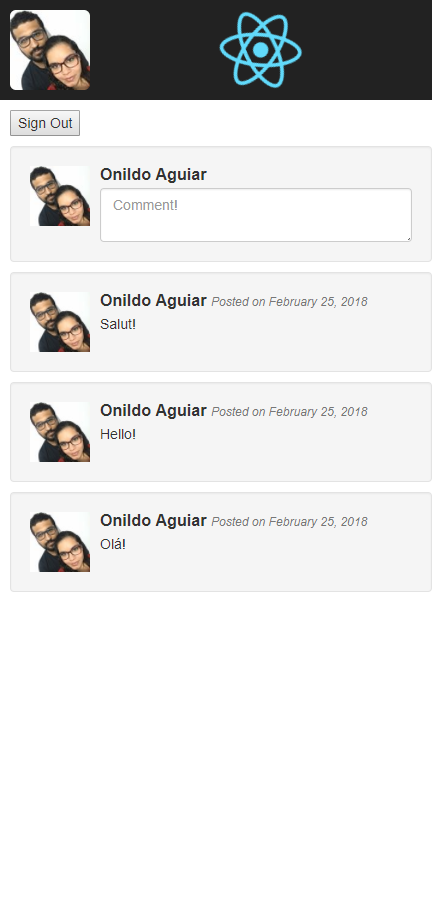 Sign Out
Onildo Aguiar
Comment!
Onildo Aguiar Posted on February 25, 2018
Salut!
Onildo Aguiar Posted on February 25, 2018
Hello!
Onildo Aguiar Posted on February 25, 2018
Olá!